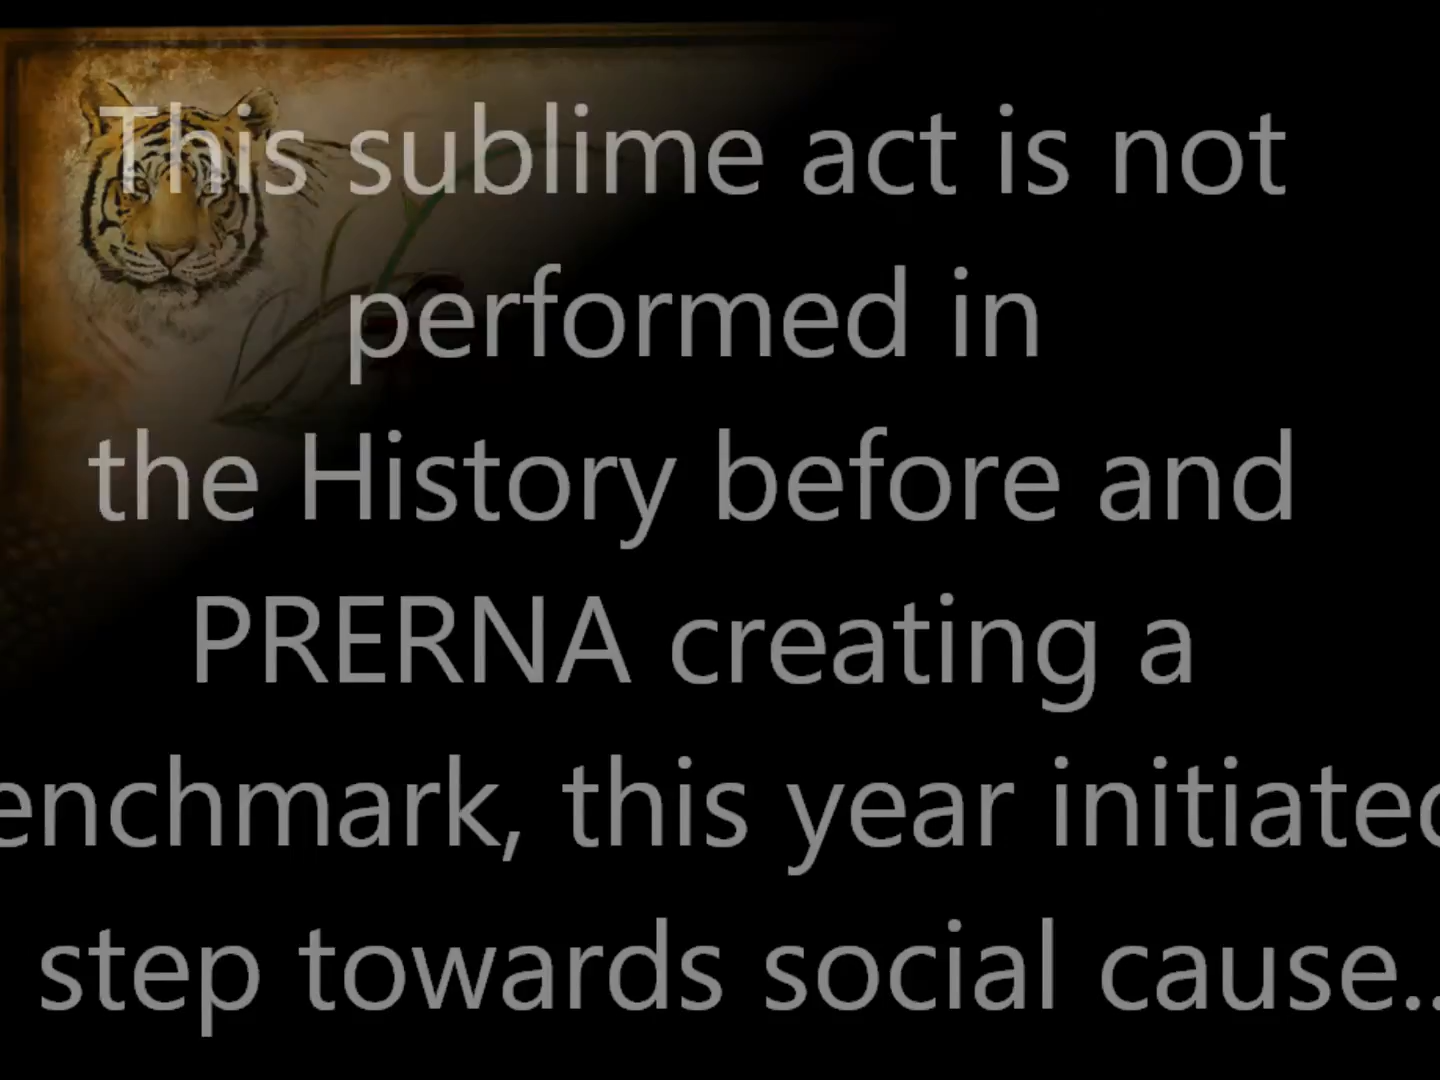 This sublime act is not
performed in
the History before and
PRERNA creating a
enchmark, this year initiated
step towards social cause..